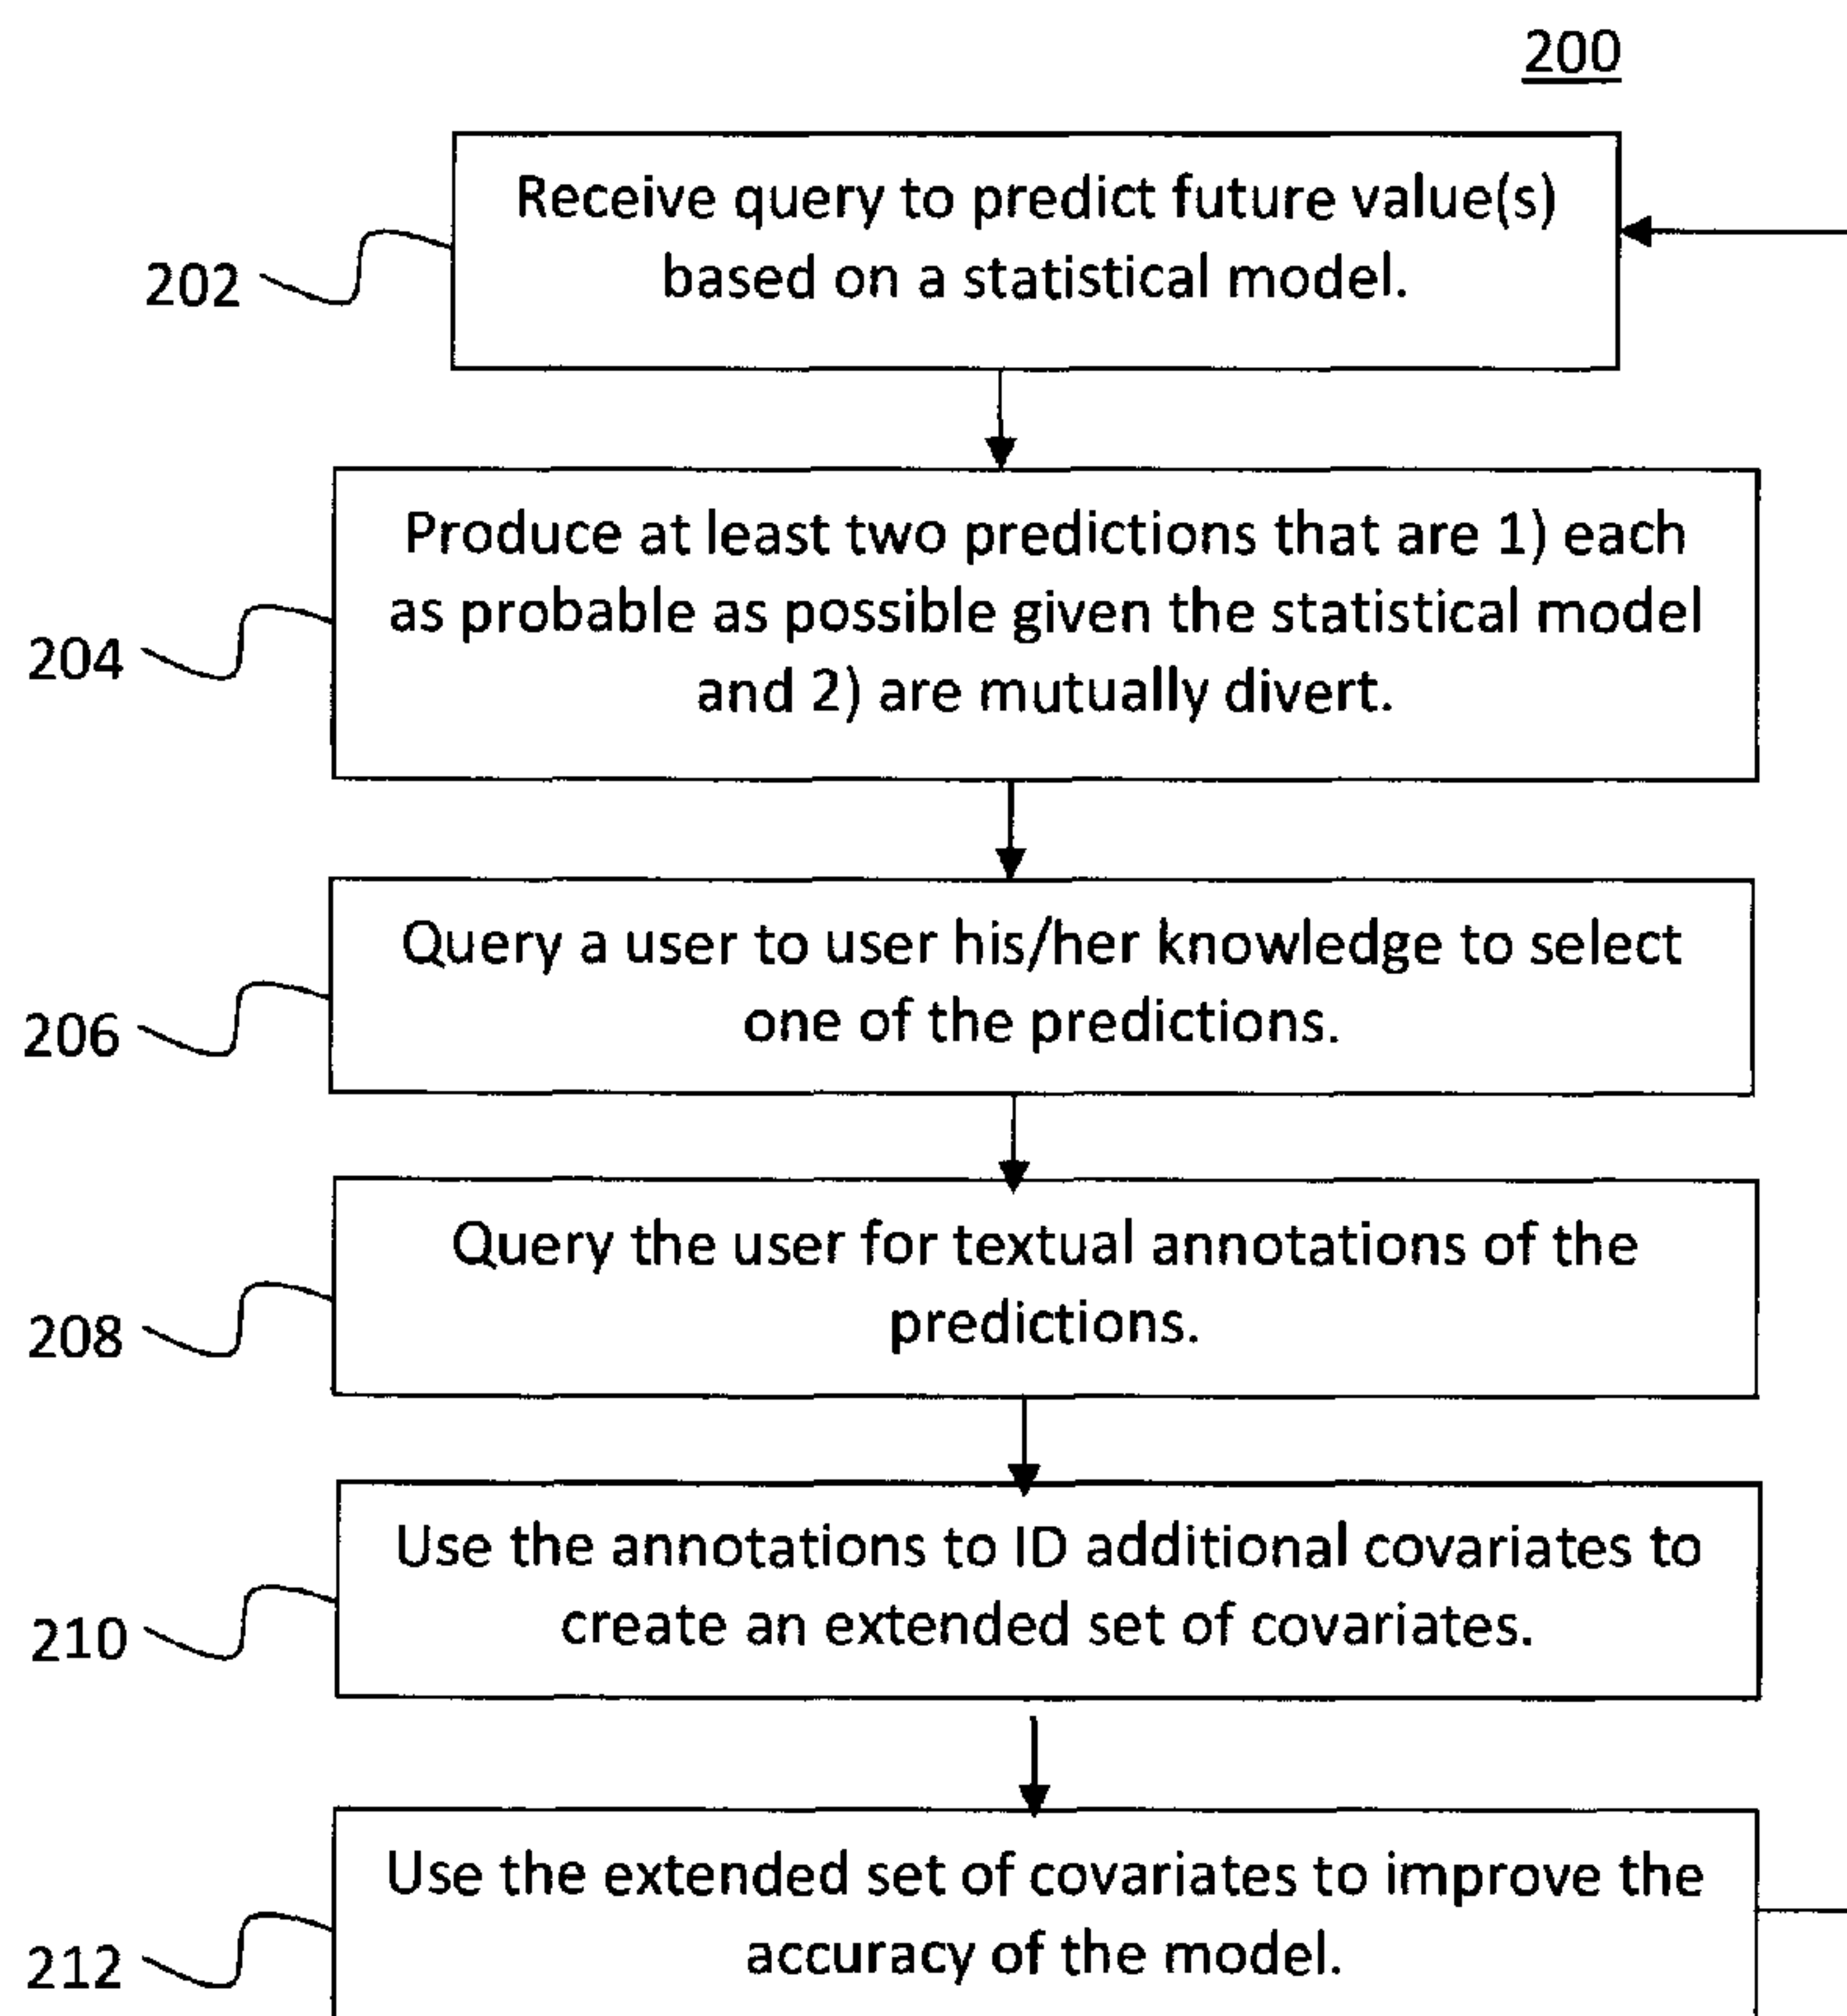 200
Receive query to predict future value(s)
based on a statistical model.
202
Produce at least two predictions that are 1) each
as probable as possible given the statistical model
and 2) are mutually divert.
204
Query a user to user his/her knowledge to select
one of the predictions.
206
Query the user for textual annotations of the
predictions.
208
Use the annotations to ID additional covariates to
create an extended set of covariates.
210
Use the extended set of covariates to improve the
accuracy of the model.
212